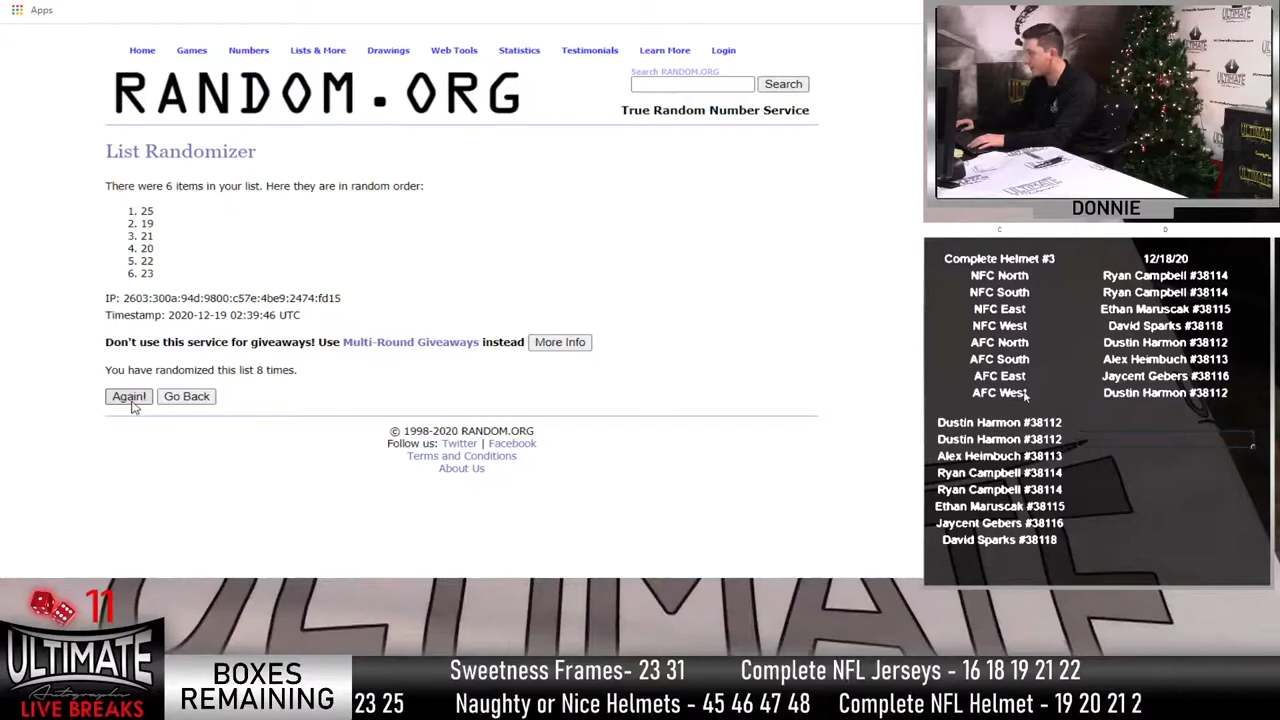 Apps
Home Games Numbers Lists & More Drawings Web Tools Statistics Testimonials Learn More Login
RANDOM.ORG
Search RANDOM.ORG
Search
True Random Number Service
List Randomizer
There were 6 items in your list. Here they are in random order:
1. 25
2. 19
3. 21
4. 20
5. 22
6. 23
IP: 2603:300a:94d:9800:c57e:4be9:2474:fd15
Timestamp: 2020-12-19 02:39:46 UTC
Don't use this service for giveaways! Use Multi-Round Giveaways instead More Info
You have randomized this list 8 times.
Again! Go Back
© 1998-2020 RANDOM.ORG
Follow us: Twitter | Facebook
Terms and Conditions
About Us
ULTIMATE
DONNIE
C D
Complete Helmet #3 12/18/20
NFC North Ryan Campbell #38114
NFC South Ryan Campbell #38114
NFC East Ethan Maruscak #38115
NFC West David Sparks #38118
AFC North Dustin Harmon #38112
AFC South Alex Heimbuch #38113
AFC East Jaycent Gebers #38116
AFC West Dustin Harmon #38112
Dustin Harmon #38112
Dustin Harmon #38112
Alex Heimbuch #38113
Ryan Campbell #38114
Ryan Campbell #38114
Ethan Maruscak #38115
Jaycent Gebers #38116
David Sparks #38118
ULTIMATE
11
ULTIMATE
Autographs
LIVE BREAKS
BOXES
REMAINING
Sweetness Frames- 23 31 Complete NFL Jerseys - 16 18 19 21 22
23 25 Naughty or Nice Helmets - 45 46 47 48 Complete NFL Helmet - 19 20 21 2